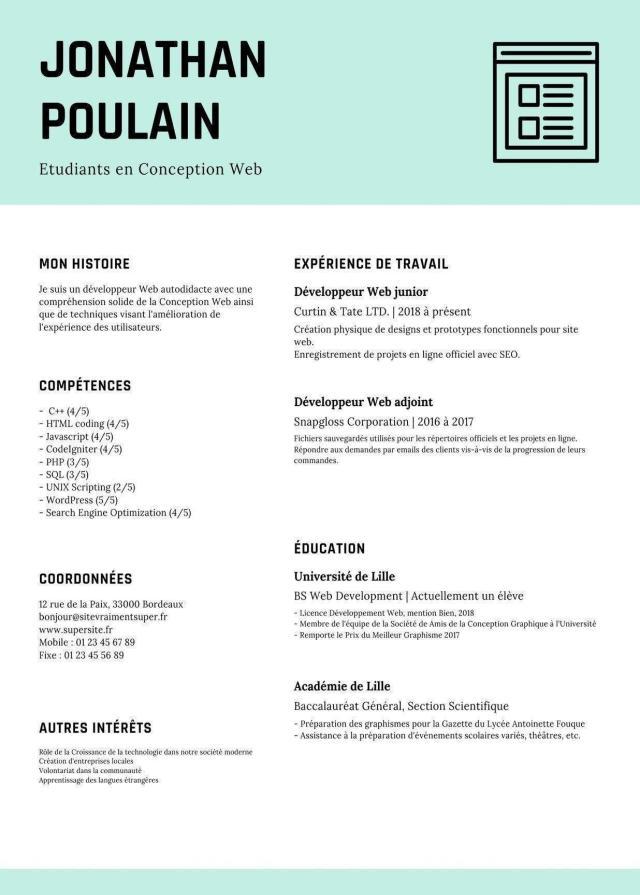 JONATHAN
POULAIN
Etudiants en Conception Web
MON HISTOIRE
Je suis un développeur Web autodidacte avec une
compréhension solide de la Conception Web ainsi
que de techniques visant l'amélioration de
l'expérience des utilisateurs.
COMPÉTENCES
- C++ (4/5)
- HTML coding (4/5)
- Javascript (4/5)
- CodeIgniter (4/5)
- PHP (3/5)
- SQL (3/5)
- UNIX Scripting (2/5)
- WordPress (5/5)
- Search Engine Optimization (4/5)
COORDONNÉES
12 rue de la Paix, 33000 Bordeaux
bonjour@sitevraimentsuper.fr
www.supersite.fr
Mobile : 01 23 45 67 89
Fixe : 01 23 45 56 89
AUTRES INTÉRÊTS
Rôle de la Croissance de la technologie dans notre société moderne
Création d'entreprises locales
Volontariat dans la communauté
Apprentissage des langues étrangères
EXPÉRIENCE DE TRAVAIL
Développeur Web junior
Curtin & Tate LTD. | 2018 à présent
Création physique de designs et prototypes fonctionnels pour site
web.
Enregistrement de projets en ligne officiel avec SEO.
Développeur Web adjoint
Snapgloss Corporation | 2016 à 2017
Fichiers sauvegardés utilisés pour les répertoires officiels et les projets en ligne.
Répondre aux demandes par emails des clients vis-à-vis de la progression de leurs
commandes.
ÉDUCATION
Université de Lille
BS Web Development | Actuellement un élève
- Licence Développement Web, mention Bien, 2018
- Membre de l'équipe de la Société de Amis de la Conception Graphique à l'Université
- Remporte le Prix du Meilleur Graphisme 2017
Académie de Lille
Baccalauréat Général, Section Scientifique
- Préparation des graphismes pour la Gazette du Lycée Antoinette Fouque
- Assistance à la préparation d'événements scolaires variés, théâtres, etc.